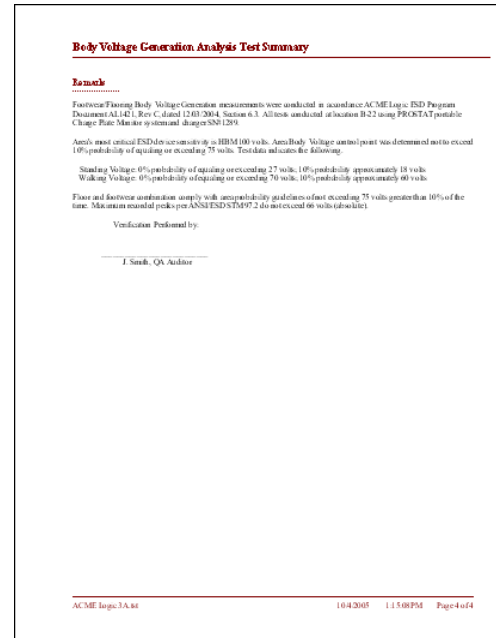 Body Voltage Generation Analysis Test Summary
Remarks
Footwear/Flooring Body Voltage Generation measurements were conducted in accordance ACME Logic ESD Program
Document AL1421, Rev C, dated 12/03/2004, Section 6.3. All tests conducted at location B-22 using PROSTAT portable
Charge Plate Monitor system and charger SN#1289.
Area's most critical ESD device sensitivity is HBM 100 volts. Area Body Voltage control point was determined not to exceed
10% probability of equaling or exceeding 75 volts. Test data indicates the following.
Standing Voltage: 0% probability of equaling or exceeding 27 volts; 10% probability approximately 18 volts
Walking Voltage: 0% probability of equaling or exceeding 70 volts; 10% probability approximately 60 volts
Floor and footwear combination comply with area probability guidelines of not exceeding 75 volts greater than 10% of the
time. Maximum recorded peaks per ANSI/ESD STM97.2 do not exceed 66 volts (absolute).
Verification Performed by:
J. Smith, QA Auditor
ACME Logic 3A.txt 10/4/2005 1:15:08PM Page 4 of 4